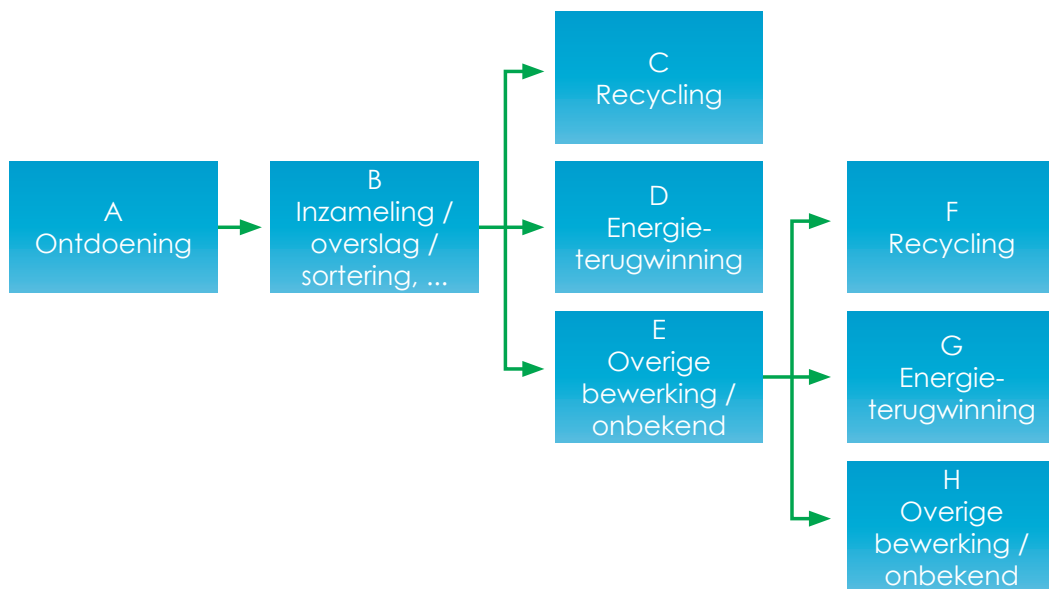 A
Ontdoening
B
Inzameling /
overslag /
sortering, ...
C
Recycling
D
Energie-
terugwinning
E
Overige
bewerking /
onbekend
F
Recycling
G
Energie-
terugwinning
H
Overige
bewerking /
onbekend